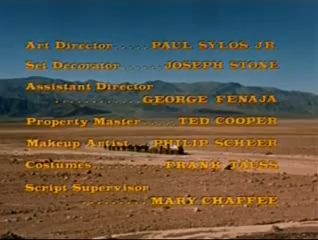 Art Director..... PAUL SYLOS JR.
Set Decorator...... JOSEPH STONE
Assistant Director
............. GEORGE FENAJA
Property Master.... TED COOPER
Makeup Artist... PHILIP SCHEER
Costumes.......... FRANK TAUSS
Script Supervisor
.............. MARY CHAFFEE